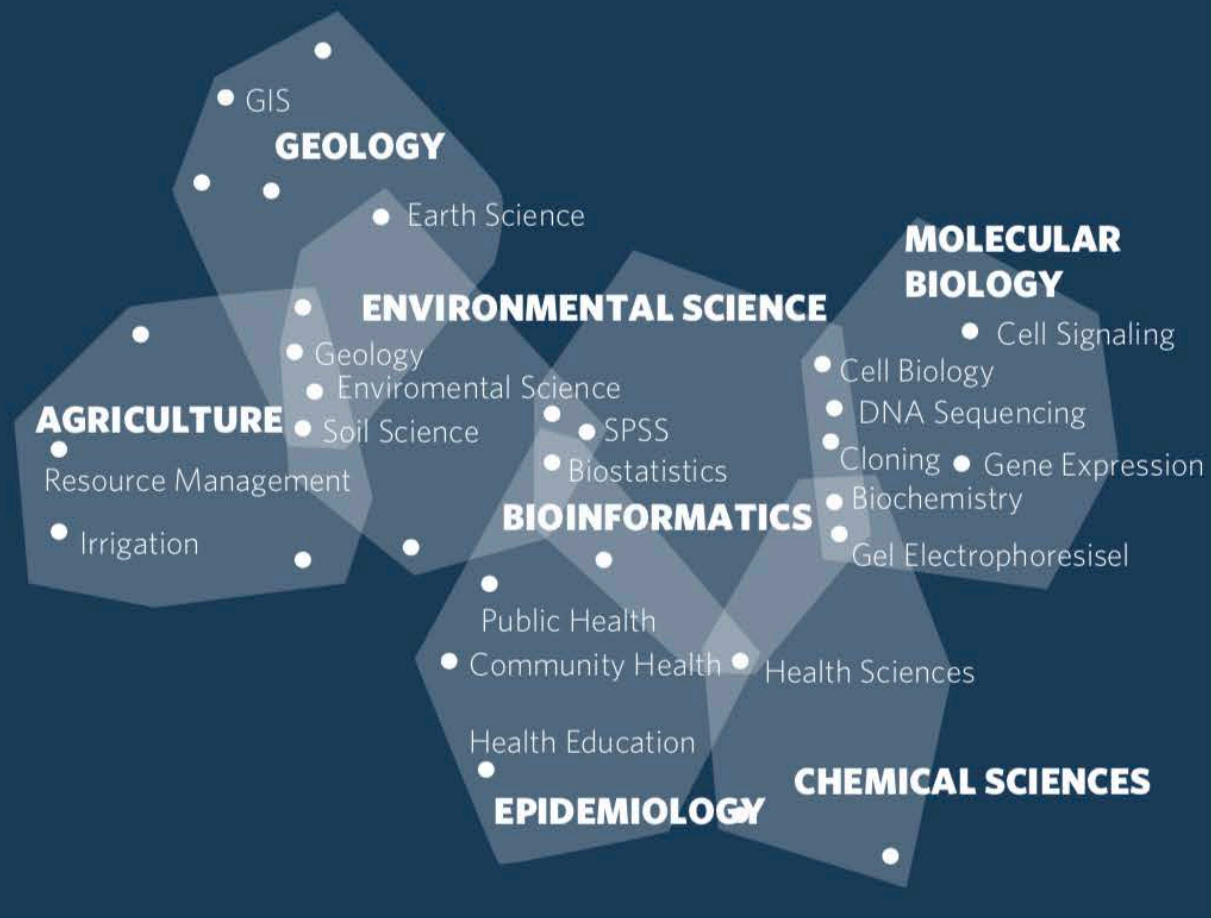 GIS
GEOLOGY
Earth Science
MOLECULAR
BIOLOGY
ENVIRONMENTAL SCIENCE
Cell Signaling
Geology
Cell Biology
Enviromental Science
AGRICULTURE
DNA Sequencing
Soil Science
SPSS
Cloning
Gene Expression
Resource Management
Biostatistics
Biochemistry
BIOINFORMATICS
Irrigation
Gel Electrophoresisel
Public Health
Community Health
Health Sciences
Health Education
CHEMICAL SCIENCES
EPIDEMIOLOGY